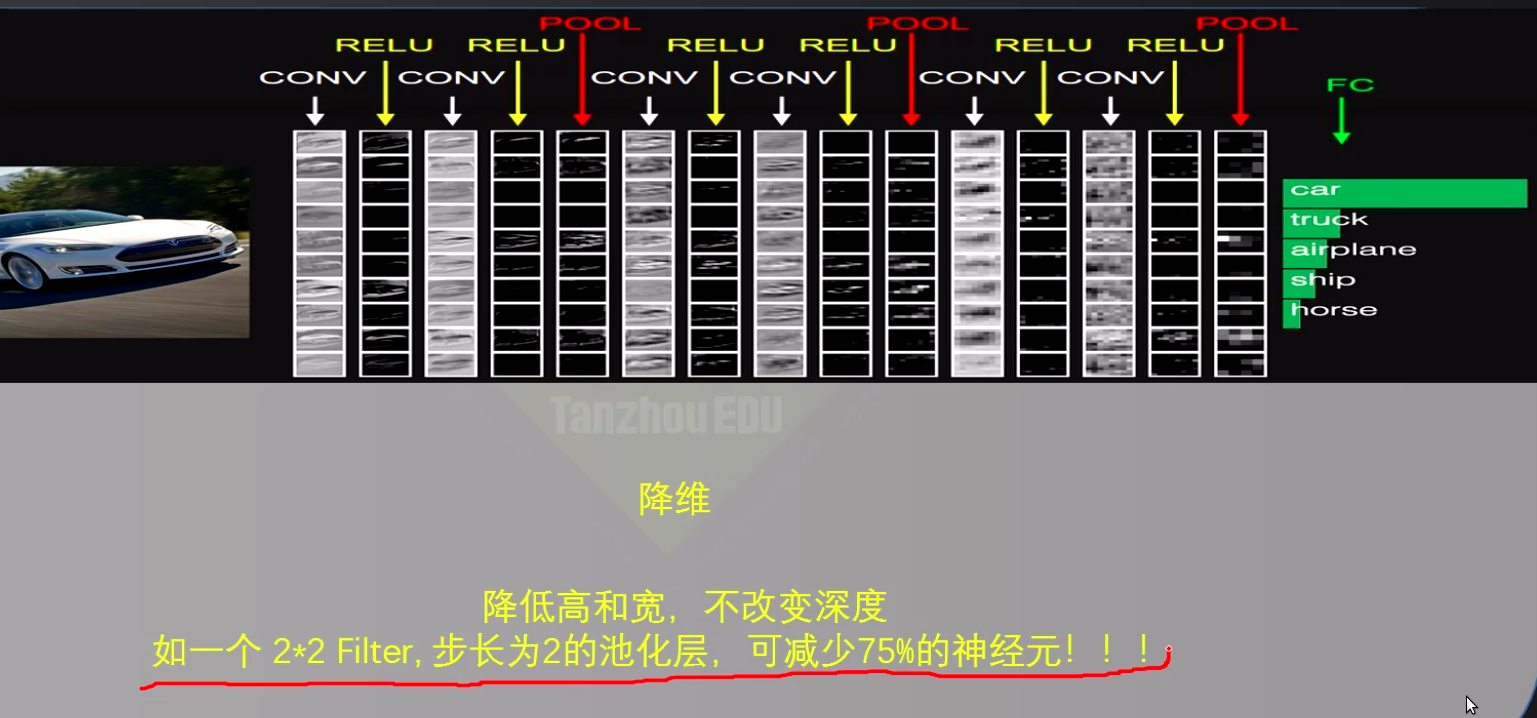 POOL POOL POOL
RELU RELU RELU RELU RELU RELU
CONV CONV CONV CONV CONV CONV
FC
car
truck
airplane
ship
horse
Tanzhou EDU
降维
降低高和宽，不改变深度
如一个 2*2 Filter, 步长为2的池化层，可减少75%的神经元！！！